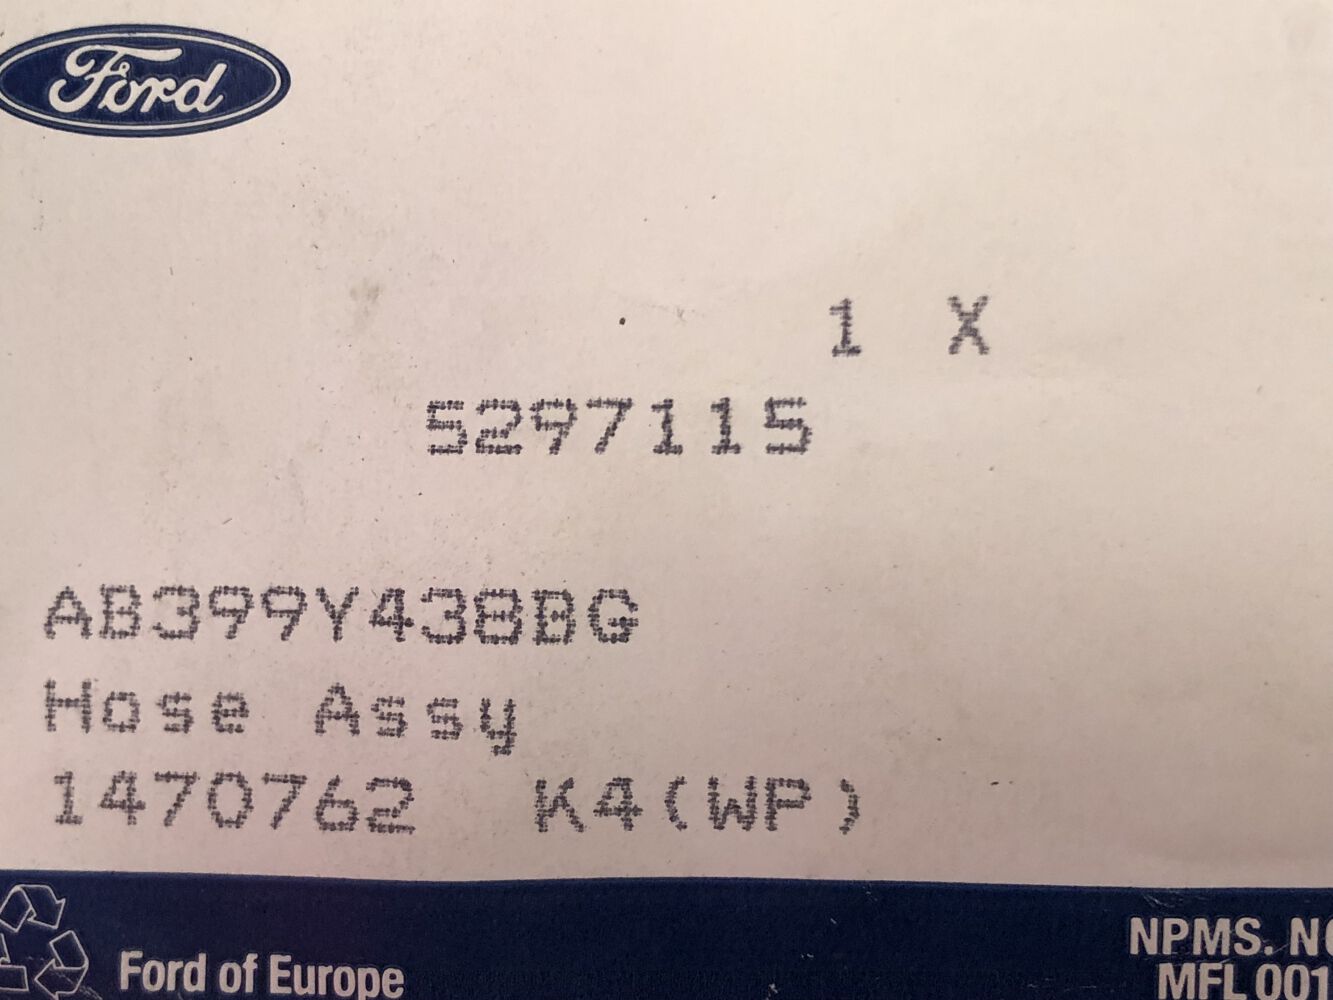 Ford
1 X
5297115
AB399Y438BG
Hose Assy
1470762 K4(WP)
Ford of Europe
NPMS.
MFL 001